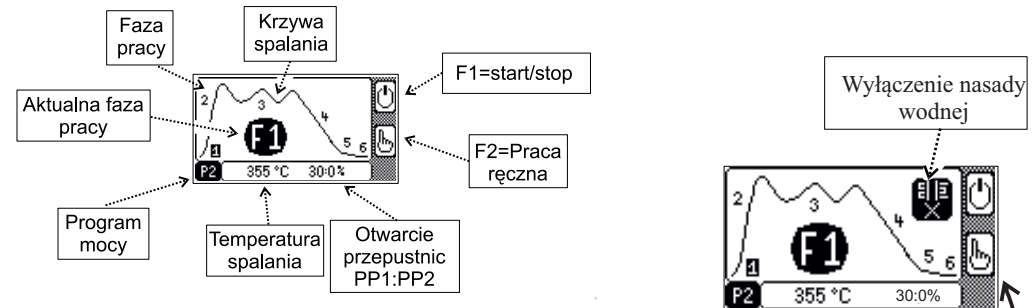 Faza
pracy
Krzywa
spalania
F1=start/stop
Aktualna faza
pracy
F2=Praca
ręczna
Program
mocy
Temperatura
spalania
Otwarcie
przepustnic
PP1:PP2
2
3
4
5
6
1
F1
P2 355 °C 30:0%
Wyłączenie nasady
wodnej
2
3
4
5
6
1
F1
P2 355 °C 30:0%